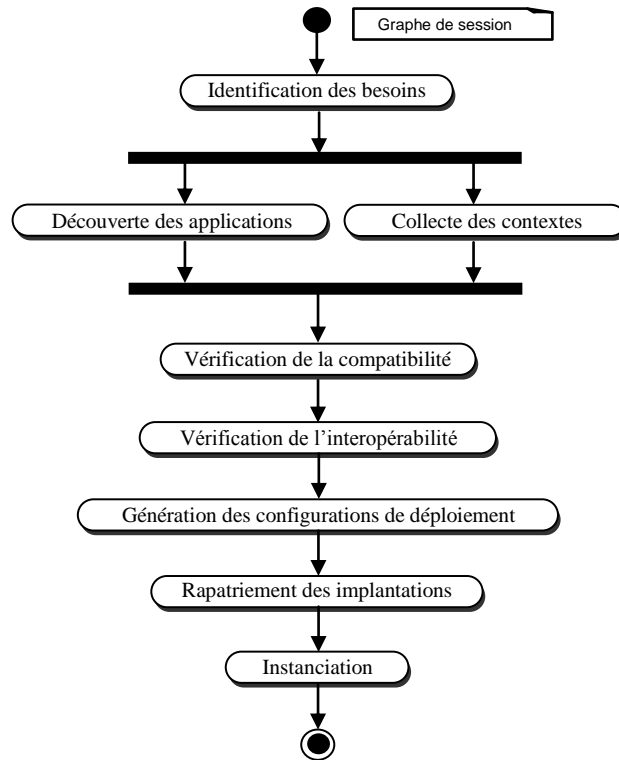 Graphe de session
Identification des besoins
Découverte des applications
Collecte des contextes
Vérification de la compatibilité
Vérification de l’interopérabilité
Génération des configurations de déploiement
Rapatriement des implantations
Instanciation